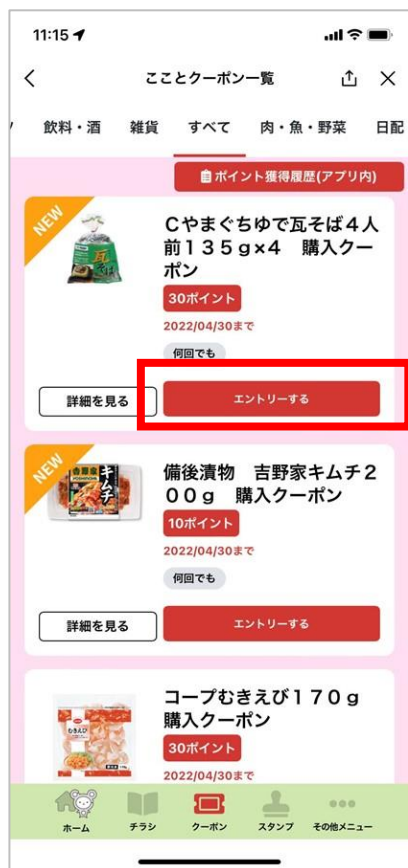 11:15
こことクーポン一覧
飲料・酒 雑貨 すべて 肉・魚・野菜 日配
ポイント獲得履歴(アプリ内)
NEW
Cやまぐちゆで瓦そば4人
前135g×4 購入クー
ポン
30ポイント
2022/04/30まで
何回でも
詳細を見る エントリーする
NEW
備後漬物 吉野家キムチ2
00g 購入クーポン
10ポイント
2022/04/30まで
何回でも
詳細を見る エントリーする
コープむきえび170g
購入クーポン
30ポイント
2022/04/30まで
ホーム チラシ クーポン スタンプ その他メニュー